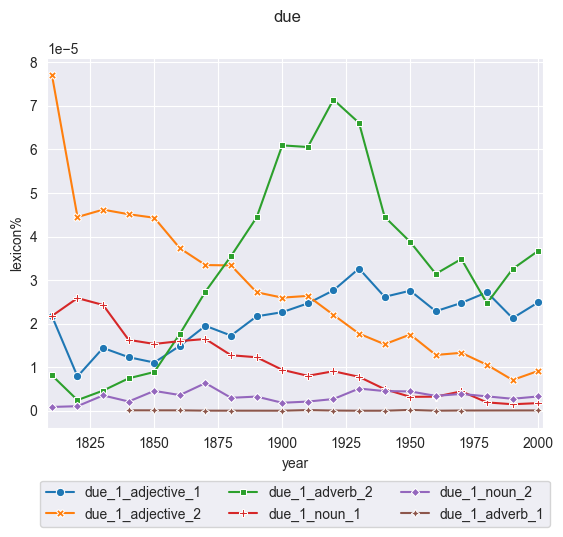 due
1e−5
8
7
6
5
4
3
2
1
0
lexicon%
1825 1850 1875 1900 1925 1950 1975 2000
year
due_1_adjective_1 due_1_adverb_2 due_1_noun_2
due_1_adjective_2 due_1_noun_1 due_1_adverb_1